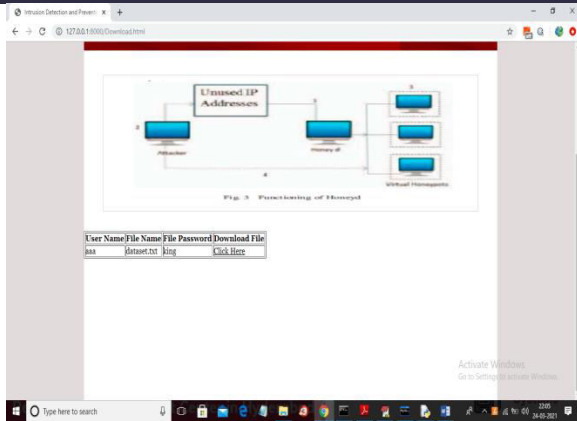 Intrusion Detection and Preventi
127.0.0.1:8000/Download.html
Unused IP
Addresses
Attacker
Honey d
Virtual Honeypots
Fig. 3 Functioning of Honeyd
User Name File Name File Password Download File
aaa dataset.txt king Click Here
Activate Windows
Go to Settings to activate Windows.
Type here to search
22:05
24-03-2021